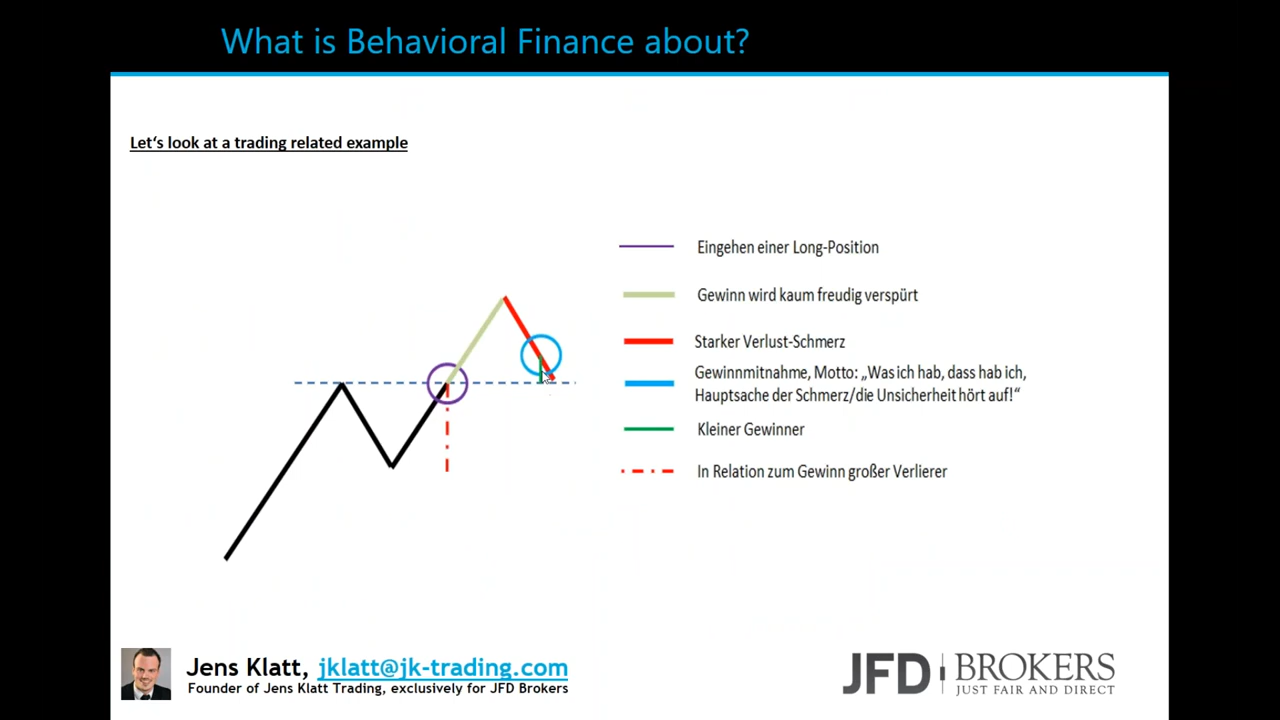 What is Behavioral Finance about?
Let's look at a trading related example
Eingehen einer Long-Position
Gewinn wird kaum freudig verspürt
Starker Verlust-Schmerz
Gewinnmitnahme, Motto: „Was ich hab, dass hab ich,
Hauptsache der Schmerz/die Unsicherheit hört auf!“
Kleiner Gewinner
In Relation zum Gewinn großer Verlierer
Jens Klatt, jklatt@jk-trading.com
Founder of Jens Klatt Trading, exclusively for JFD Brokers
JFD BROKERS
JUST FAIR AND DIRECT